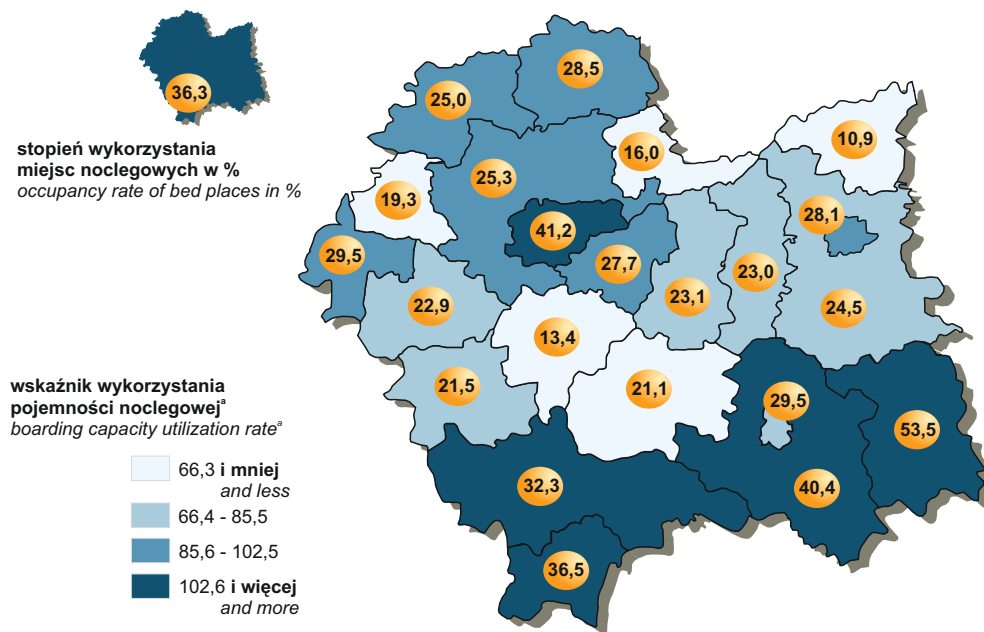 36,3
stopień wykorzystania
miejsc noclegowych w %
occupancy rate of bed places in %
28,5
25,0
16,0
10,9
25,3
19,3
28,1
41,2
29,5
27,7
23,0
23,1
22,9
24,5
13,4
21,5
21,1
29,5
53,5
32,3
40,4
36,5
wskaźnik wykorzystania
pojemności noclegowejª
boarding capacity utilization rateª
66,3 i mniej
and less
66,4 - 85,5
85,6 - 102,5
102,6 i więcej
and more